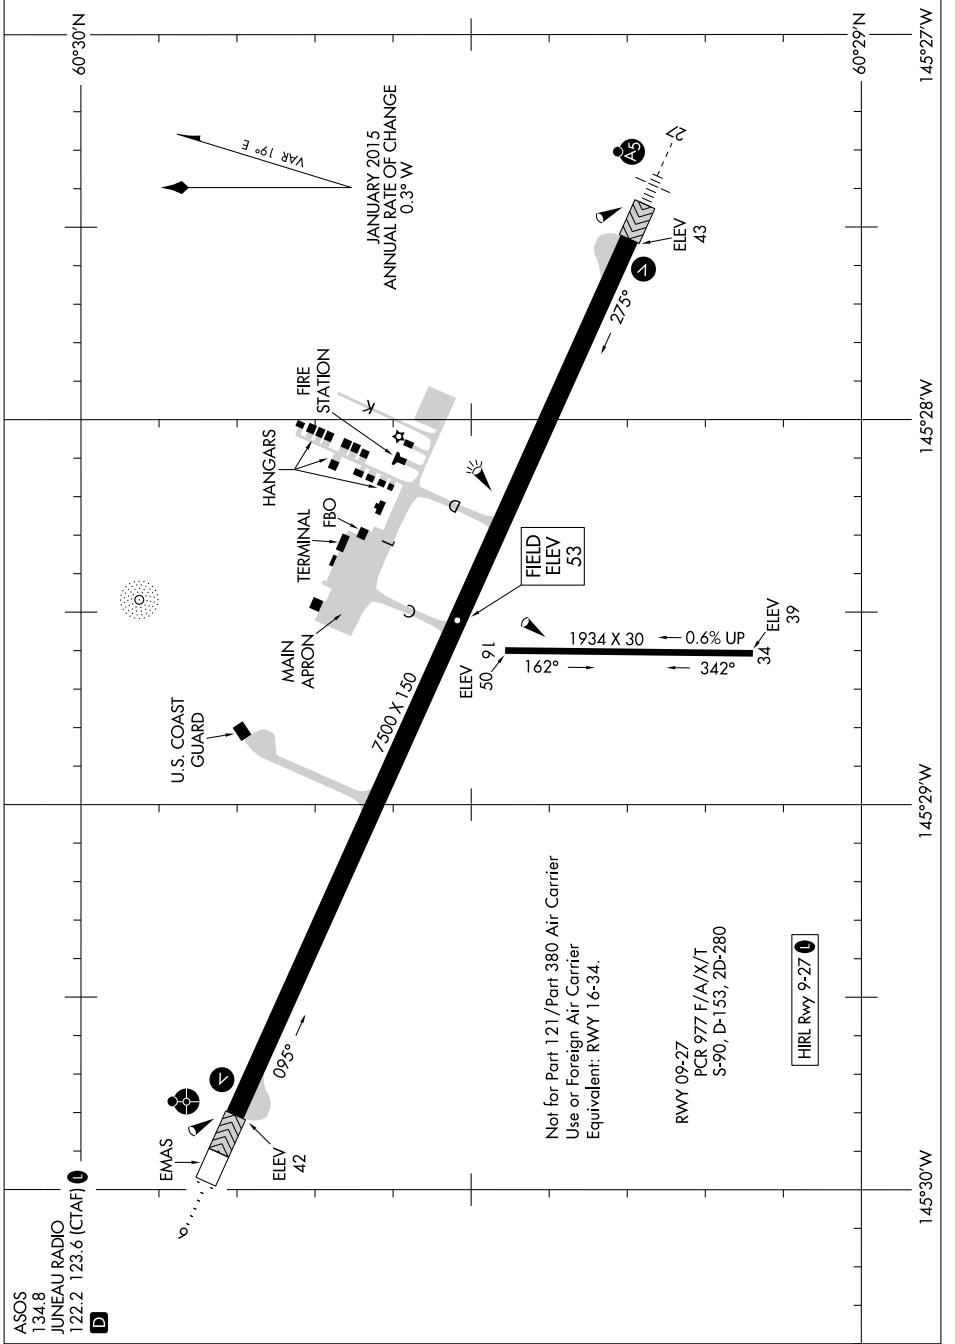 ASOS
134.8
JUNEAU RADIO
122.2 123.6 (CTAF) L
D
60°30'N
60°29'N
145°27'W
145°28'W
145°29'W
145°30'W
VAR 19° E
JANUARY 2015
ANNUAL RATE OF CHANGE
0.3° W
EMAS
9
ELEV
42
V
095°
U.S. COAST
GUARD
7500 X 150
MAIN
APRON
TERMINAL
FBO
HANGARS
FIRE
STATION
K
L
D
C
FIELD
ELEV
53
275°
V
ELEV
43
A5
27
ELEV
50
16
162°
1934 X 30
0.6% UP
342°
34
ELEV
39
Not for Part 121/Part 380 Air Carrier
Use or Foreign Air Carrier
Equivalent: RWY 16-34.
RWY 09-27
PCR 977 F/A/X/T
S-90, D-153, 2D-280
HIRL Rwy 9-27 L